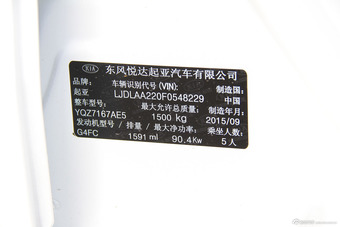 KIA 东风悦达起亚汽车有限公司
车辆识别代号(VIN): 制造国:
起亚 LJDLAA220F0548229 中国
整车型号: 最大允许总质量: 制造年月:
YQZ7167AE5 1500 kg 2015/09
发动机型号 / 排量 / 最大净功率: 乘坐人数:
G4FC 1591 ml 90.4Kw 5人